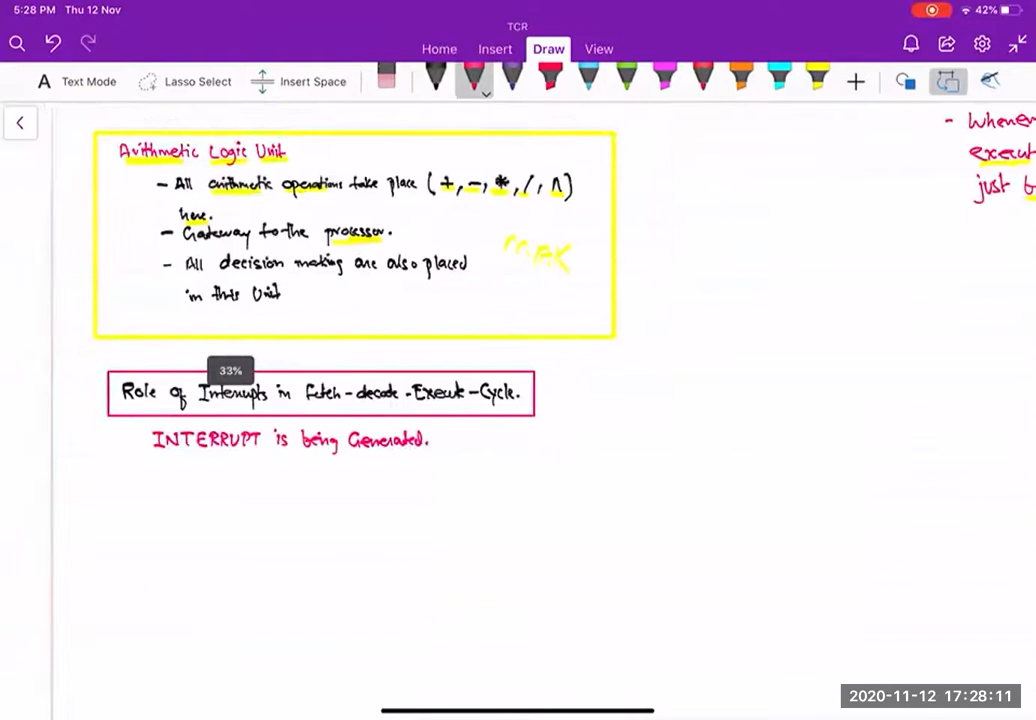 5:28 PM Thu 12 Nov
42%
TCR
Home Insert Draw View
A Text Mode Lasso Select Insert Space
- Whenever
execut
just b
Arithmetic Logic Unit
- All arithmetic operations take place (+, -, *, /, ^)
here.
- Gateway to the processor.
- All decision making are also placed
in this Unit
33%
Role of Interrupts in Fetch-decode-Execute-Cycle.
INTERRUPT is being Generated.
2020-11-12 17:28:11